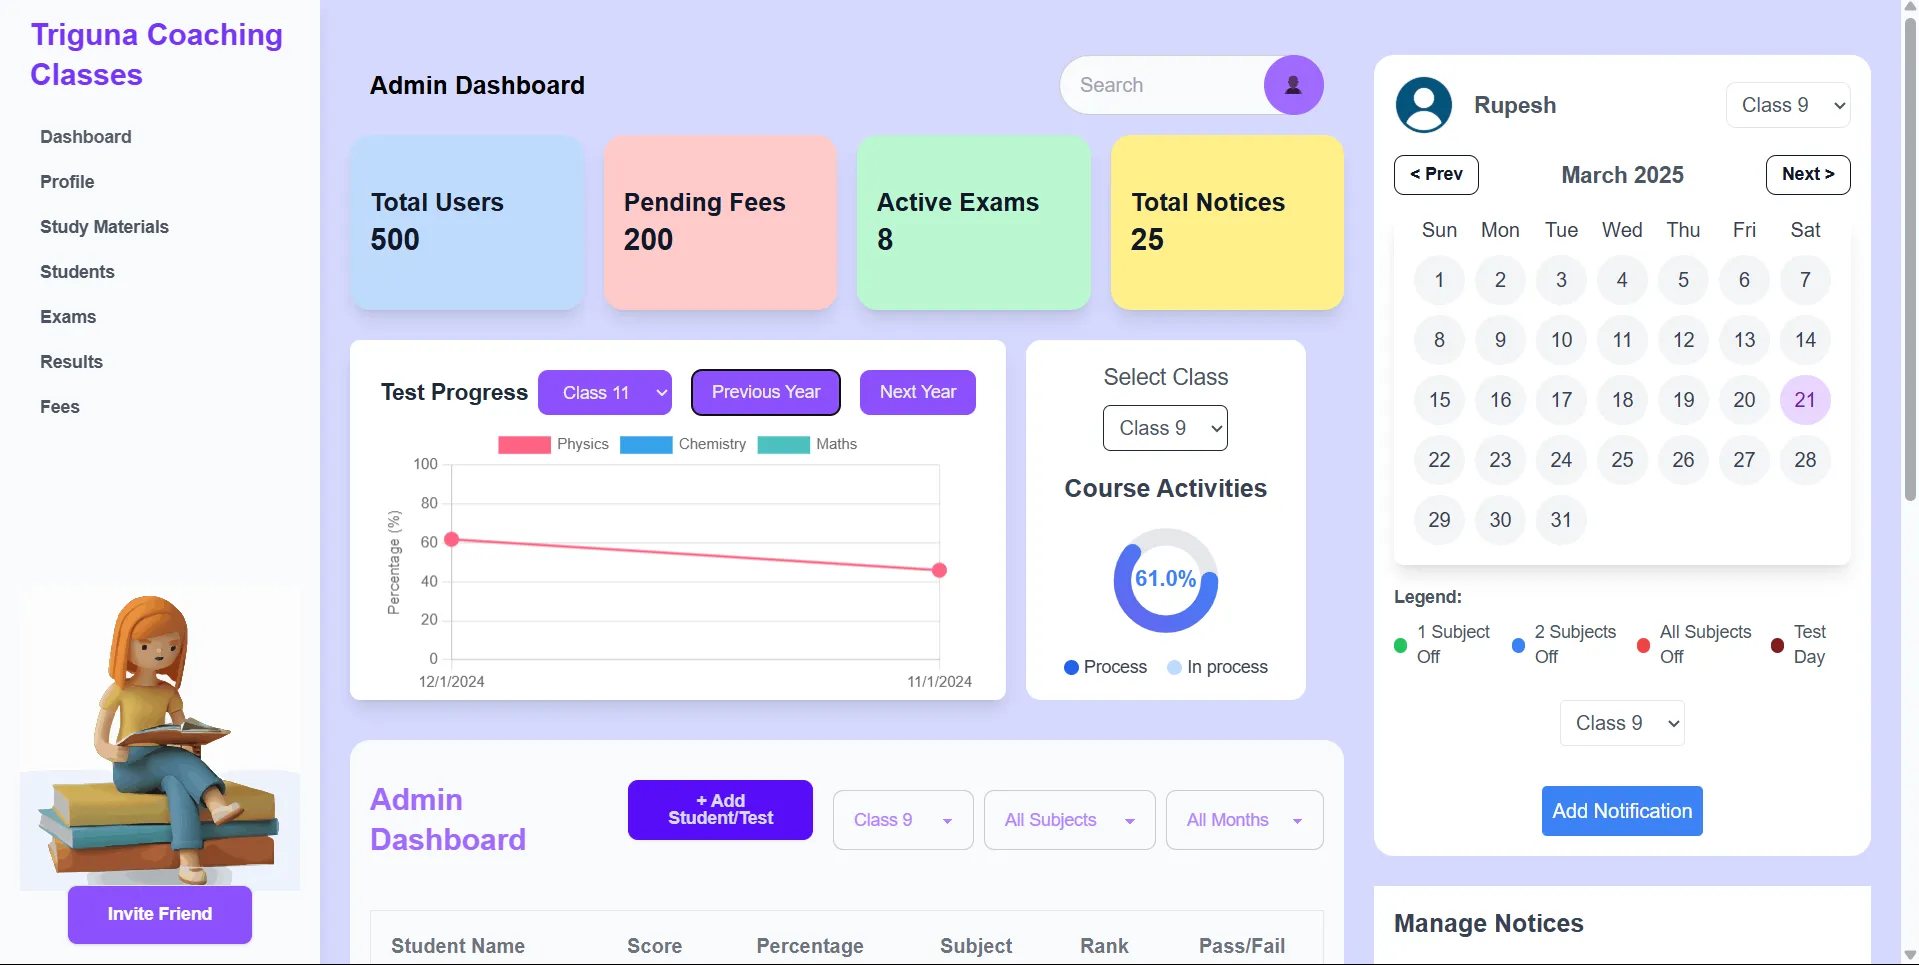 Triguna Coaching
Classes
Dashboard
Profile
Study Materials
Students
Exams
Results
Fees
Invite Friend
Admin Dashboard
Search
Total Users
500
Pending Fees
200
Active Exams
8
Total Notices
25
Test Progress
Class 11
Previous Year
Next Year
Physics Chemistry Maths
Percentage (%)
100
80
60
40
20
0
12/1/2024 11/1/2024
Select Class
Class 9
Course Activities
61.0%
Process In process
Admin
Dashboard
+ Add
Student/Test
Class 9
All Subjects
All Months
Student Name Score Percentage Subject Rank Pass/Fail
Rupesh
Class 9
< Prev
March 2025
Next >
Sun Mon Tue Wed Thu Fri Sat
1 2 3 4 5 6 7
8 9 10 11 12 13 14
15 16 17 18 19 20 21
22 23 24 25 26 27 28
29 30 31
Legend:
1 Subject
Off
2 Subjects
Off
All Subjects
Off
Test
Day
Class 9
Add Notification
Manage Notices